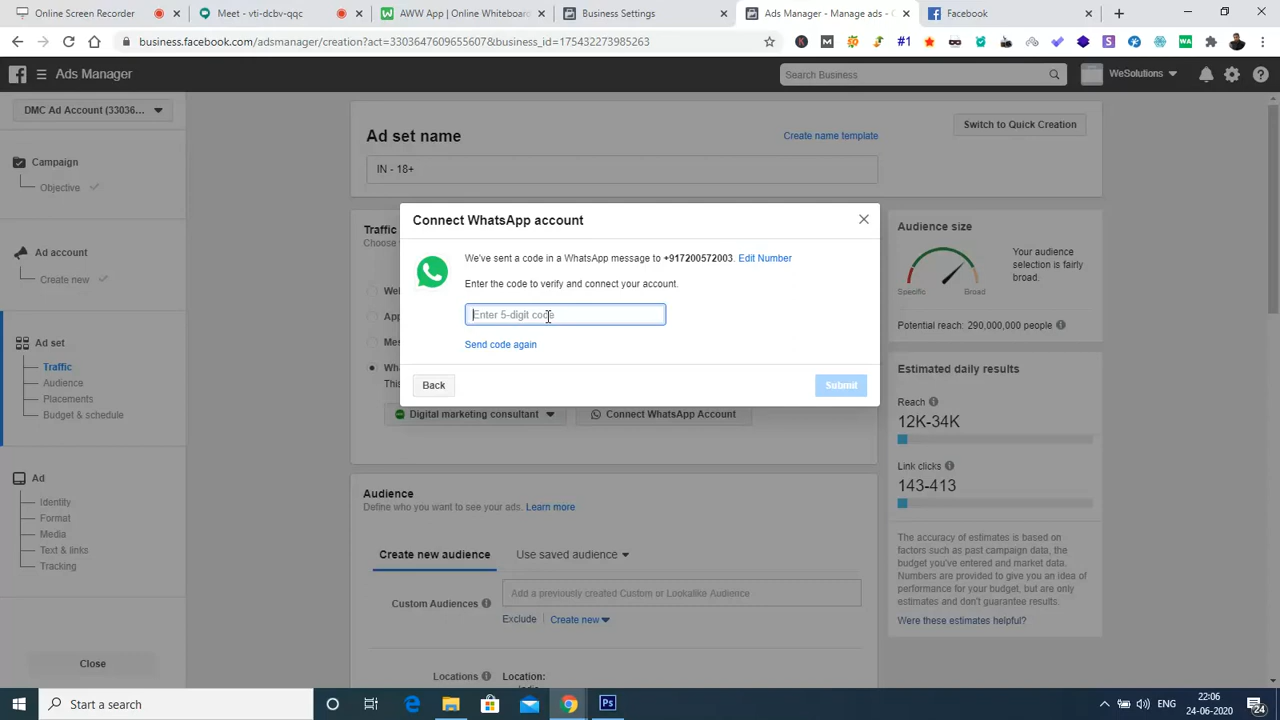 Online Screen Recorder
Meet - vti-dcbv-qqc
AWW App | Online Whiteboard
Business Settings
Ads Manager - Manage ads - C
Facebook
business.facebook.com/adsmanager/creation?act=3303647609655607&business_id=175432273985263
#1
Ads Manager
Search Business
WeSolutions
DMC Ad Account (33036...
Ad set name
Create name template
Switch to Quick Creation
IN - 18+
Campaign
Objective
Ad account
Create new
Ad set
Traffic
Audience
Placements
Budget & schedule
Ad
Identity
Format
Media
Text & links
Tracking
Close
Traffic
Choose
Web
App
Mes
Wha
This
Digital marketing consultant
Connect WhatsApp Account
Connect WhatsApp account
We've sent a code in a WhatsApp message to +917200572003. Edit Number
Enter the code to verify and connect your account.
Enter 5-digit code
Send code again
Back
Submit
Audience
Define who you want to see your ads. Learn more
Create new audience
Use saved audience
Custom Audiences
Add a previously created Custom or Lookalike Audience
Exclude
Create new
Locations
Location:
Audience size
Specific
Broad
Your audience
selection is fairly
broad.
Potential reach: 290,000,000 people
Estimated daily results
Reach
12K-34K
Link clicks
143-413
The accuracy of estimates is based on
factors such as past campaign data, the
budget you've entered and market data.
Numbers are provided to give you an idea of
performance for your budget, but are only
estimates and don't guarantee results.
Were these estimates helpful?
Start a search
ENG
22:06
24-06-2020
24